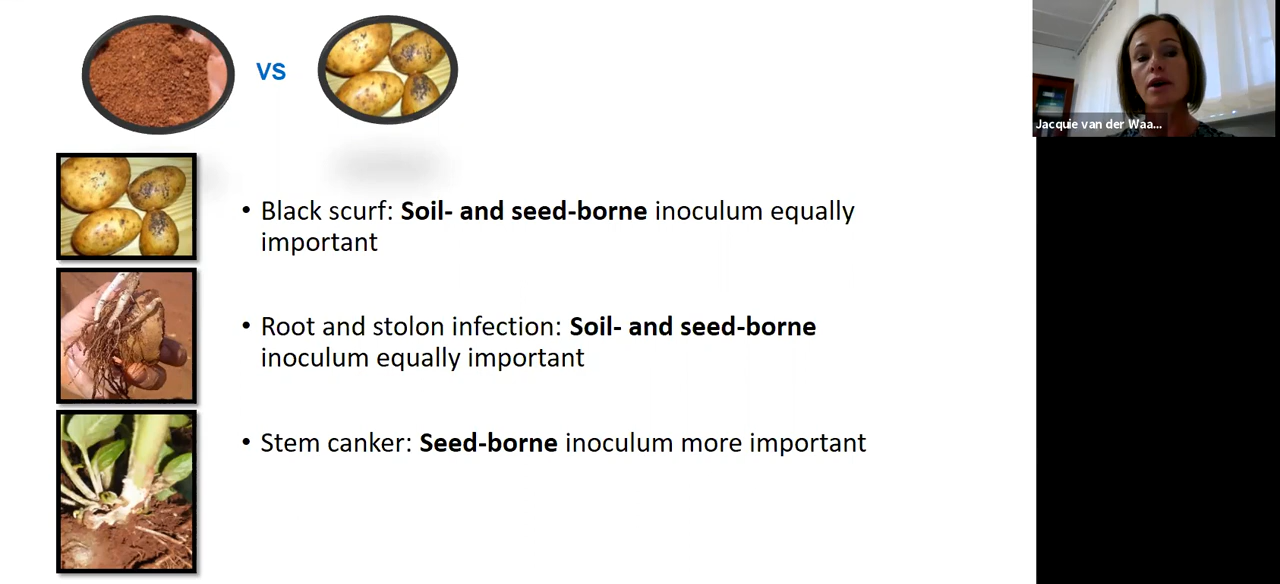 VS
Jacquie van der Waa...
• Black scurf: Soil- and seed-borne inoculum equally
important
• Root and stolon infection: Soil- and seed-borne
inoculum equally important
• Stem canker: Seed-borne inoculum more important